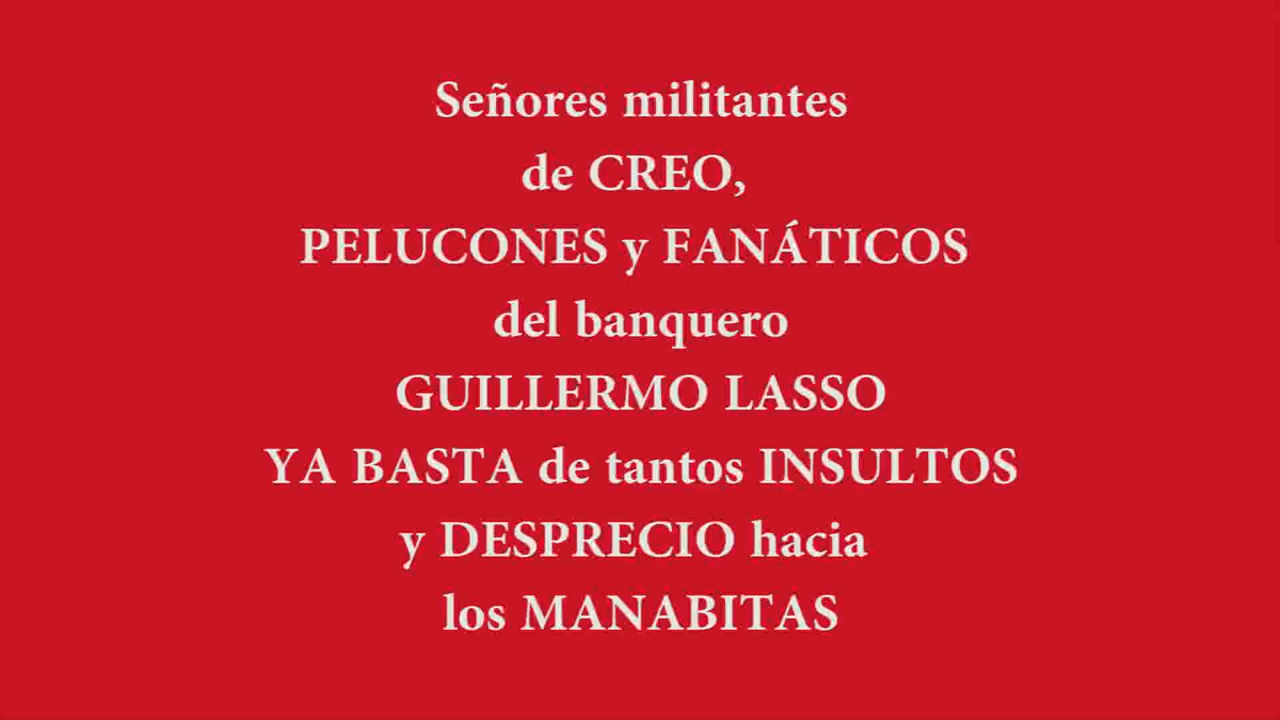 Señores militantes
de CREO,
PELUCONES y FANÁTICOS
del banquero
GUILLERMO LASSO
YA BASTA de tantos INSULTOS
y DESPRECIO hacia
los MANABITAS